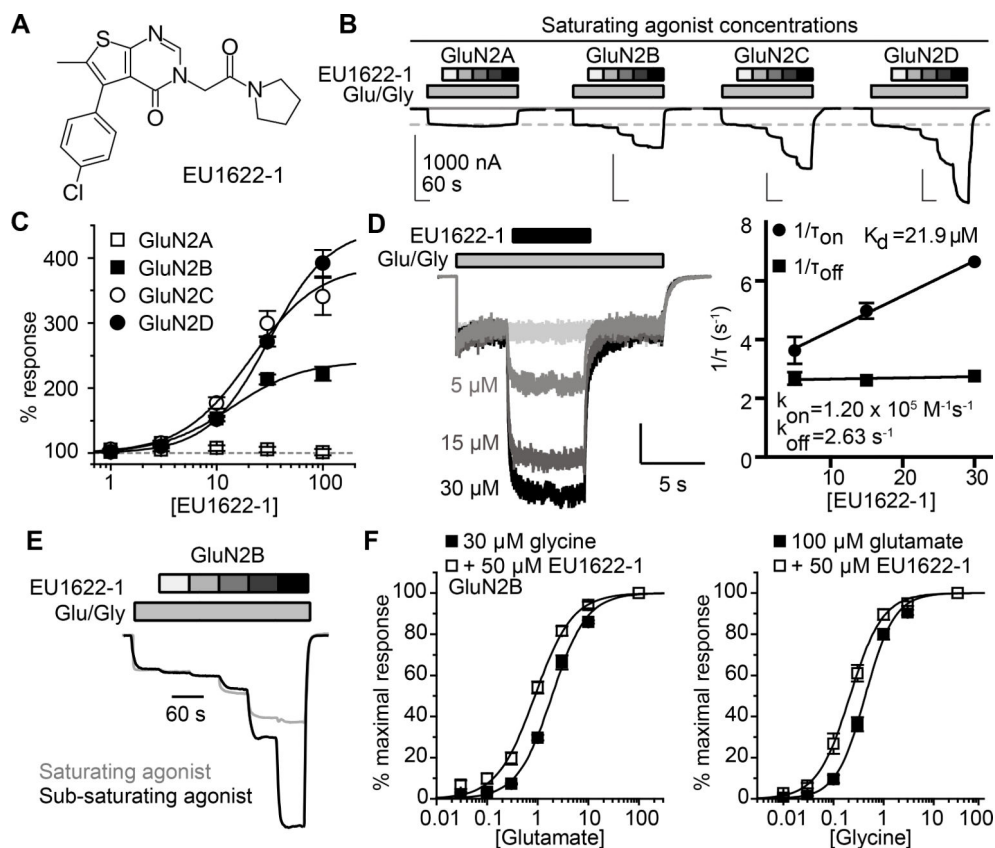 A
S
N
N
O
O
N
Cl
EU1622-1
B
Saturating agonist concentrations
GluN2A GluN2B GluN2C GluN2D
EU1622-1
Glu/Gly
1000 nA
60 s
C
GluN2A
GluN2B
GluN2C
GluN2D
% response
400
300
200
100
1 10 100
[EU1622-1]
D
EU1622-1
Glu/Gly
5 µM
15 µM
30 µM
5 s
1/τon
1/τoff
Kd =21.9 µM
1/τ (s-1)
8
6
4
2
0
kon=1.20 x 10⁵ M-1s-1
koff=2.63 s-1
0 10 20 30
[EU1622-1]
E
GluN2B
EU1622-1
Glu/Gly
60 s
Saturating agonist
Sub-saturating agonist
F
30 µM glycine
+ 50 µM EU1622-1
GluN2B
% maximal response
100
80
60
40
20
0
0.01 0.1 1 10 100
[Glutamate]
100 µM glutamate
+ 50 µM EU1622-1
% maximal response
100
80
60
40
20
0
0.01 0.1 1 10 100
[Glycine]